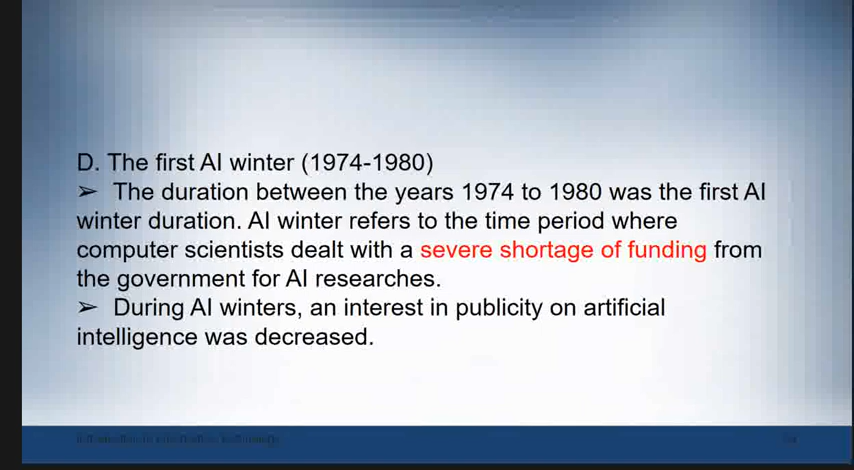 D. The first AI winter (1974-1980)
➢ The duration between the years 1974 to 1980 was the first AI
winter duration. AI winter refers to the time period where
computer scientists dealt with a severe shortage of funding from
the government for AI researches.
➢ During AI winters, an interest in publicity on artificial
intelligence was decreased.